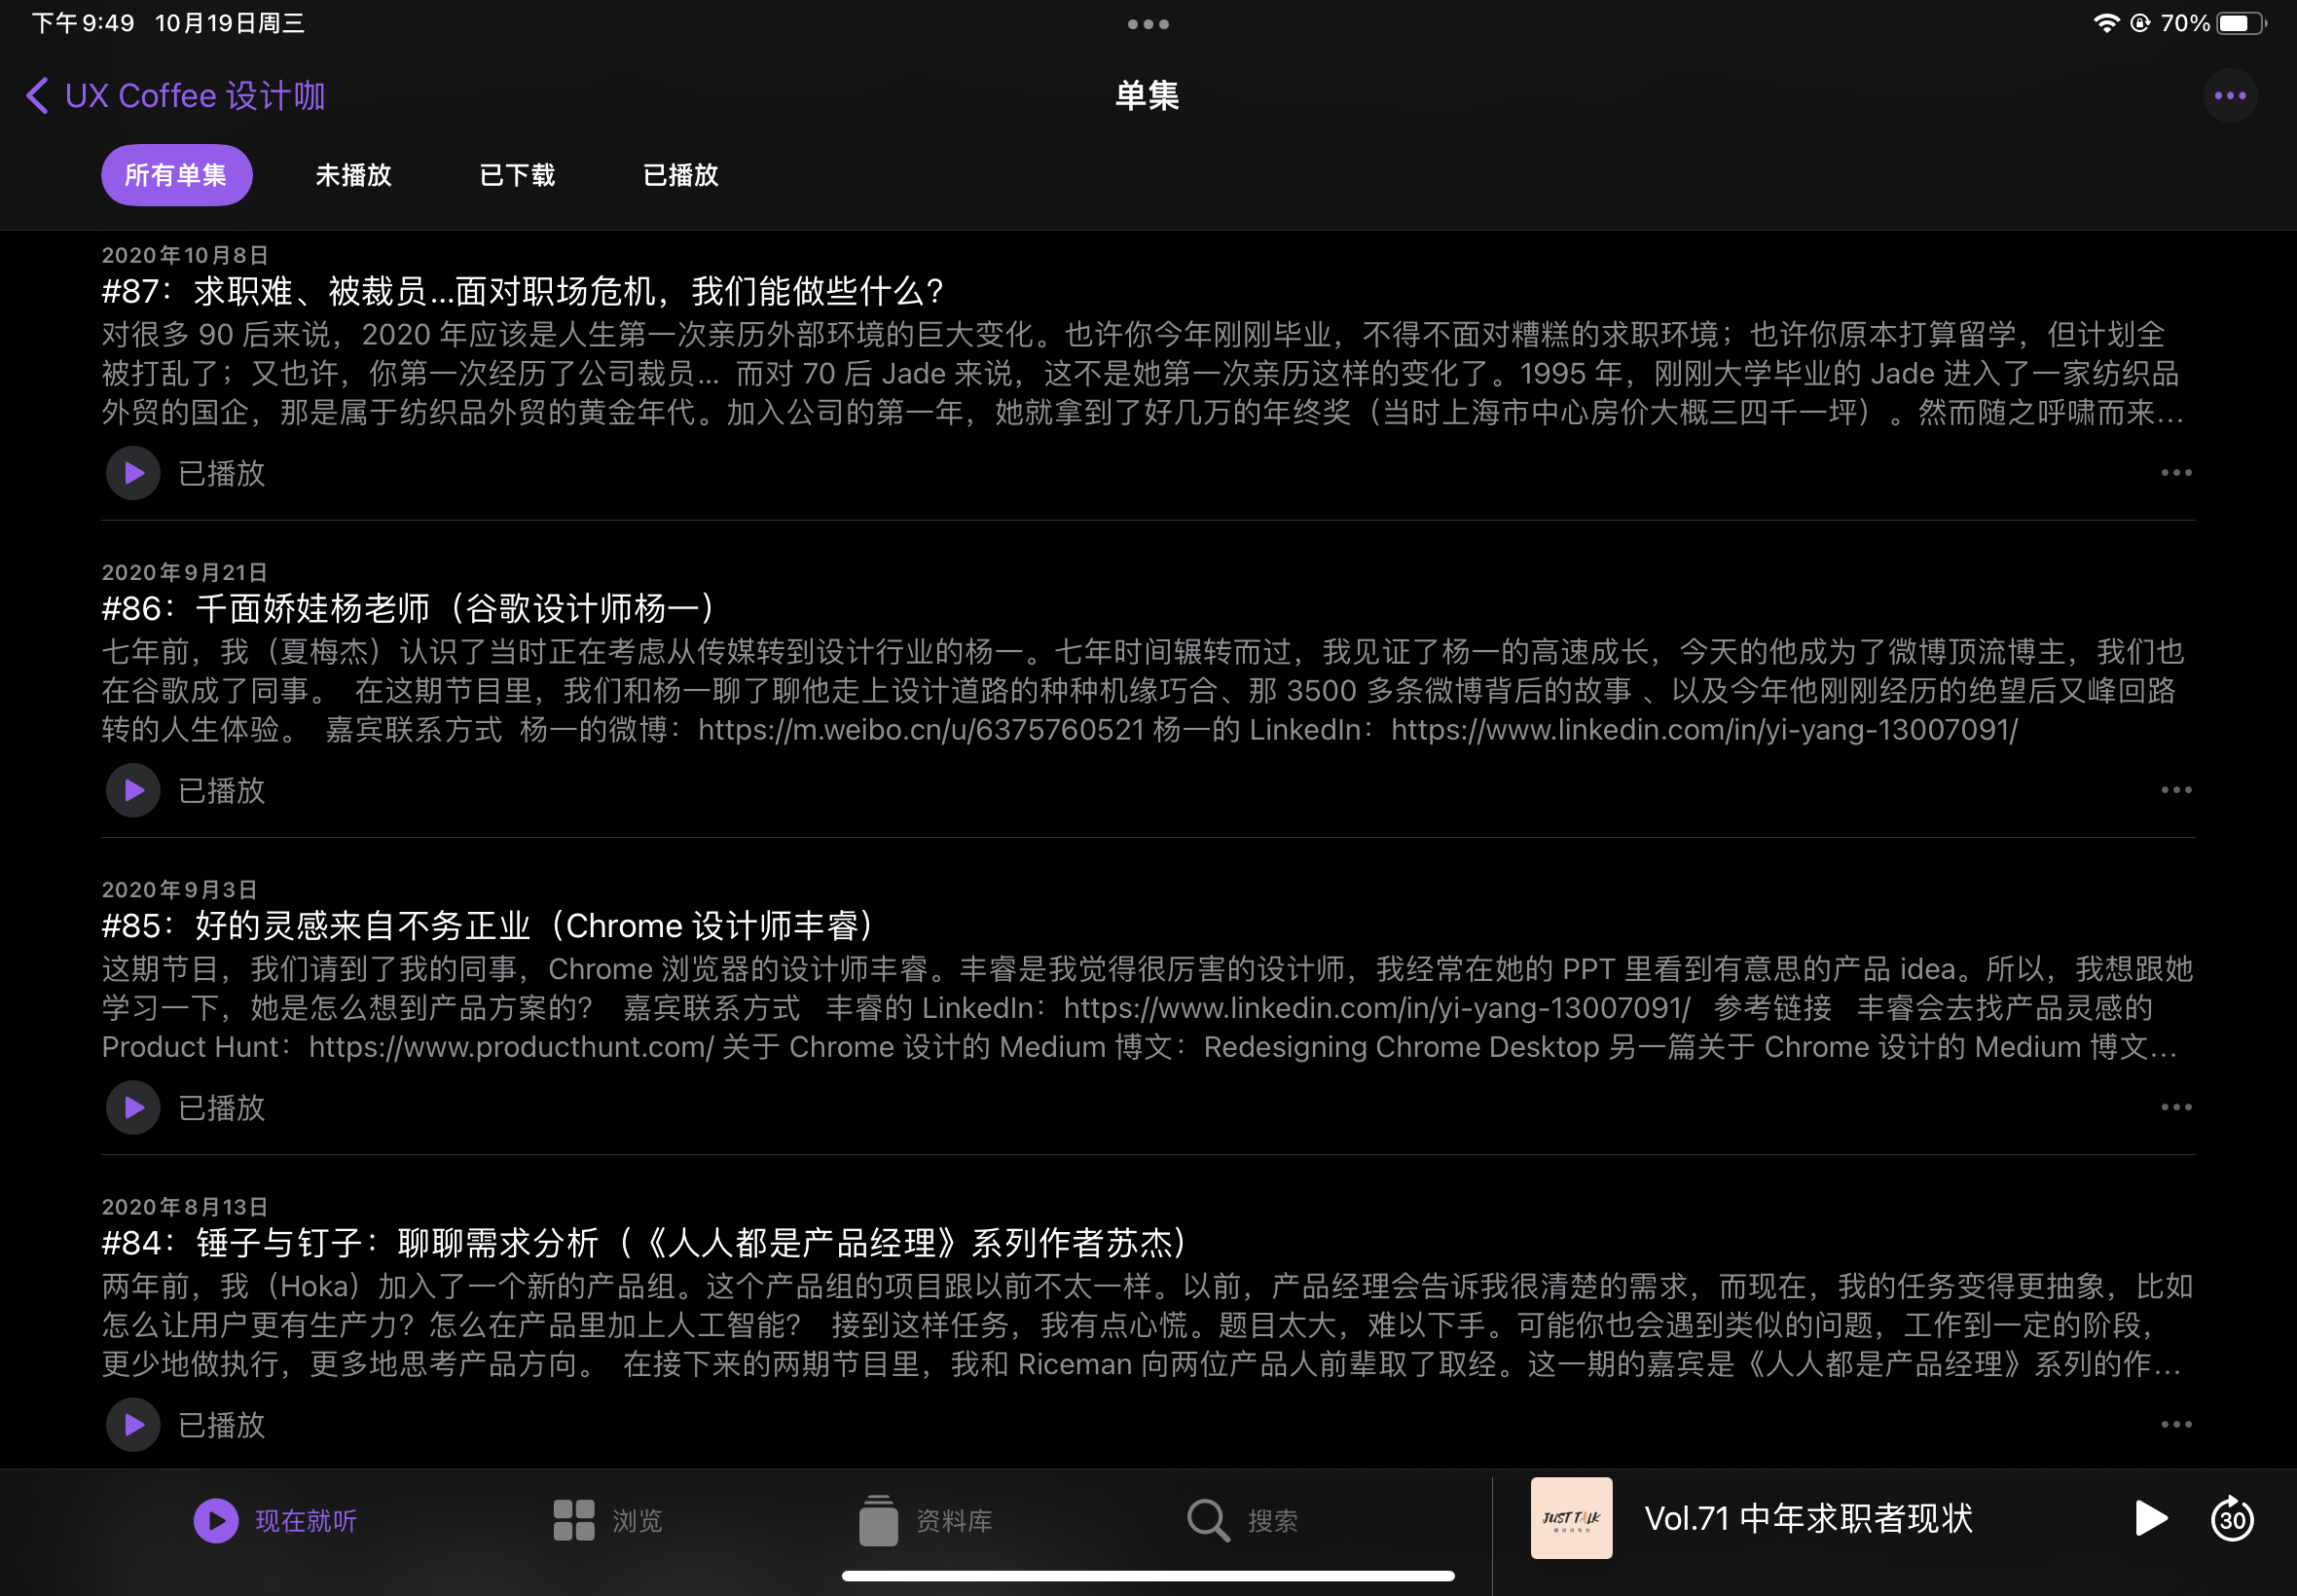 下午9:49 10月19日周三
70%
UX Coffee 设计咖
单集
所有单集 未播放 已下载 已播放
2020年10月8日
#87：求职难、被裁员...面对职场危机，我们能做些什么？
对很多 90 后来说，2020 年应该是人生第一次亲历外部环境的巨大变化。也许你今年刚刚毕业，不得不面对糟糕的求职环境；也许你原本打算留学，但计划全
被打乱了；又也许，你第一次经历了公司裁员... 而对 70 后 Jade 来说，这不是她第一次亲历这样的变化了。1995 年，刚刚大学毕业的 Jade 进入了一家纺织品
外贸的国企，那是属于纺织品外贸的黄金年代。加入公司的第一年，她就拿到了好几万的年终奖（当时上海市中心房价大概三四千一坪）。然而随之呼啸而来...
已播放
2020年9月21日
#86：千面娇娃杨老师（谷歌设计师杨一）
七年前，我（夏梅杰）认识了当时正在考虑从传媒转到设计行业的杨一。七年时间辗转而过，我见证了杨一的高速成长，今天的他成为了微博顶流博主，我们也
在谷歌成了同事。 在这期节目里，我们和杨一聊了聊他走上设计道路的种种机缘巧合、那 3500 多条微博背后的故事 、以及今年他刚刚经历的绝望后又峰回路
转的人生体验。 嘉宾联系方式 杨一的微博：https://m.weibo.cn/u/6375760521 杨一的 LinkedIn：https://www.linkedin.com/in/yi-yang-13007091/
已播放
2020年9月3日
#85：好的灵感来自不务正业（Chrome 设计师丰睿）
这期节目，我们请到了我的同事，Chrome 浏览器的设计师丰睿。丰睿是我觉得很厉害的设计师，我经常在她的 PPT 里看到有意思的产品 idea。所以，我想跟她
学习一下，她是怎么想到产品方案的？ 嘉宾联系方式 丰睿的 LinkedIn：https://www.linkedin.com/in/yi-yang-13007091/ 参考链接 丰睿会去找产品灵感的
Product Hunt：https://www.producthunt.com/ 关于 Chrome 设计的 Medium 博文：Redesigning Chrome Desktop 另一篇关于 Chrome 设计的 Medium 博文...
已播放
2020年8月13日
#84：锤子与钉子：聊聊需求分析（《人人都是产品经理》系列作者苏杰）
两年前，我（Hoka）加入了一个新的产品组。这个产品组的项目跟以前不太一样。以前，产品经理会告诉我很清楚的需求，而现在，我的任务变得更抽象，比如
怎么让用户更有生产力？怎么在产品里加上人工智能？ 接到这样任务，我有点心慌。题目太大，难以下手。可能你也会遇到类似的问题，工作到一定的阶段，
更少地做执行，更多地思考产品方向。 在接下来的两期节目里，我和 Riceman 向两位产品人前辈取了取经。这一期的嘉宾是《人人都是产品经理》系列的作...
已播放
现在就听 浏览 资料库 搜索
JUST TALK
Vol.71 中年求职者现状
30